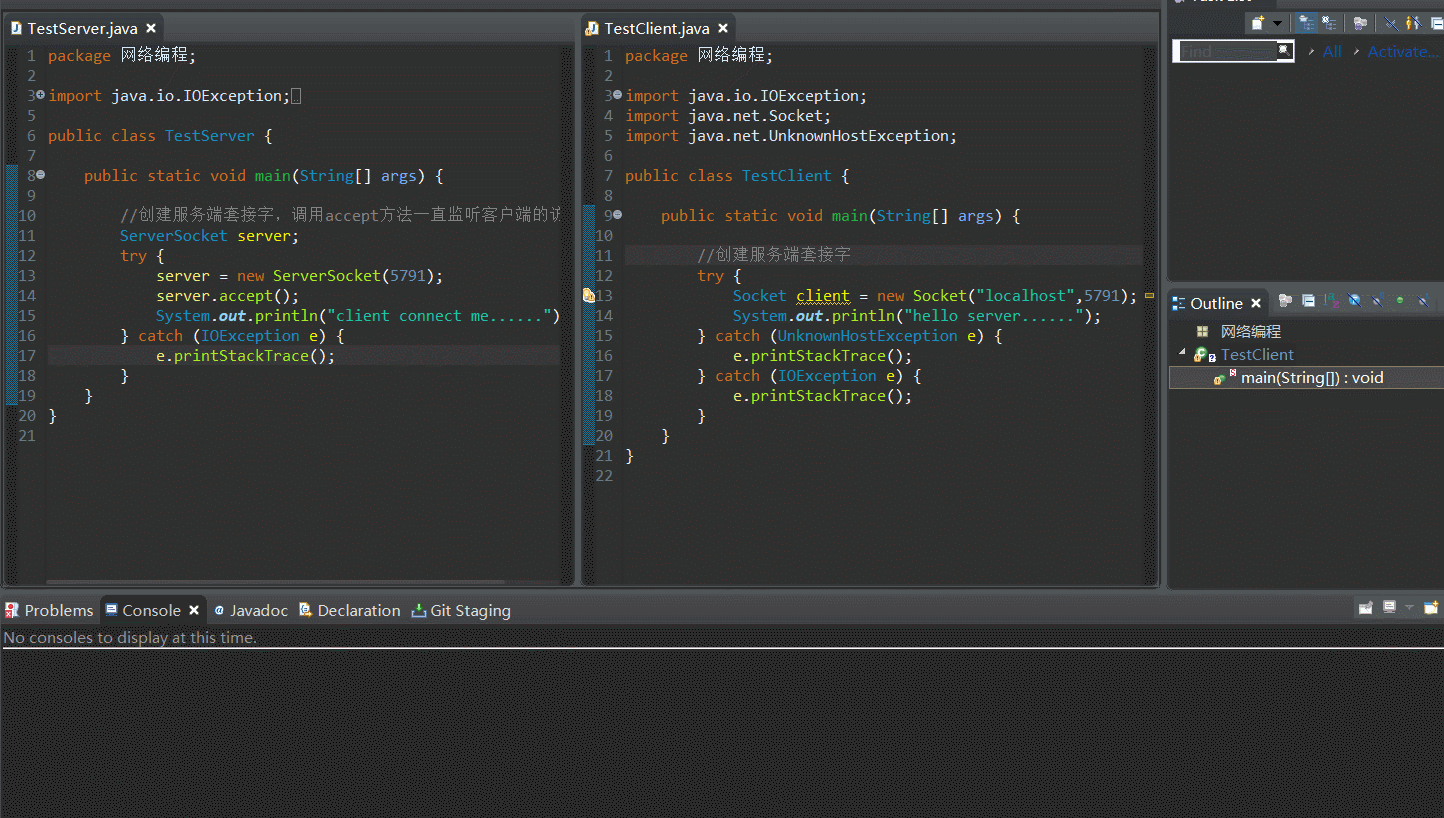 Task List
TestServer.java
1 package 网络编程;
2
3 import java.io.IOException;
5
6 public class TestServer {
7
8 public static void main(String[] args) {
9
10 //创建服务端套接字，调用accept方法一直监听客户端的
11 ServerSocket server;
12 try {
13 server = new ServerSocket(5791);
14 server.accept();
15 System.out.println("client connect me......")
16 } catch (IOException e) {
17 e.printStackTrace();
18 }
19 }
20 }
21
TestClient.java
1 package 网络编程;
2
3 import java.io.IOException;
4 import java.net.Socket;
5 import java.net.UnknownHostException;
6
7 public class TestClient {
8
9 public static void main(String[] args) {
10
11 //创建服务端套接字
12 try {
13 Socket client = new Socket("localhost",5791);
14 System.out.println("hello server......");
15 } catch (UnknownHostException e) {
16 e.printStackTrace();
17 } catch (IOException e) {
18 e.printStackTrace();
19 }
20 }
21 }
22
Find All Activate...
Outline
网络编程
TestClient
main(String[]) : void
Problems Console @ Javadoc Declaration Git Staging
No consoles to display at this time.